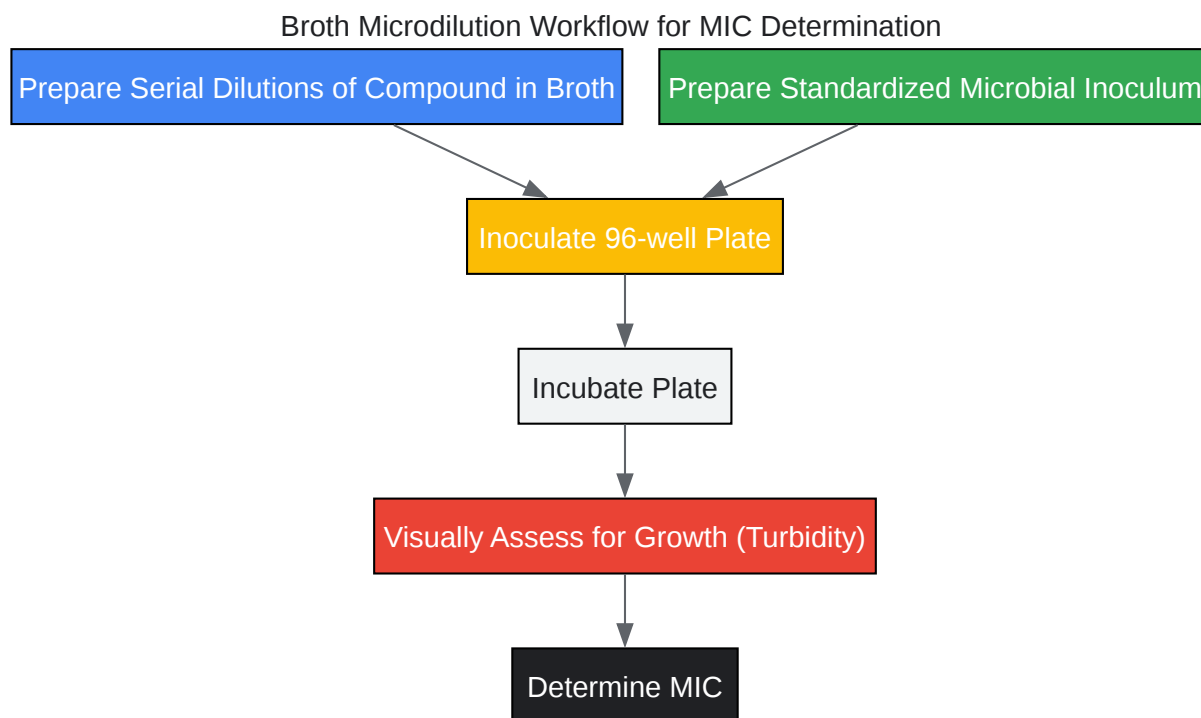 Broth Microdilution Workflow for MIC Determination
Prepare Serial Dilutions of Compound in Broth
Prepare Standardized Microbial Inoculum
Inoculate 96-well Plate
Incubate Plate
Visually Assess for Growth (Turbidity)
Determine MIC